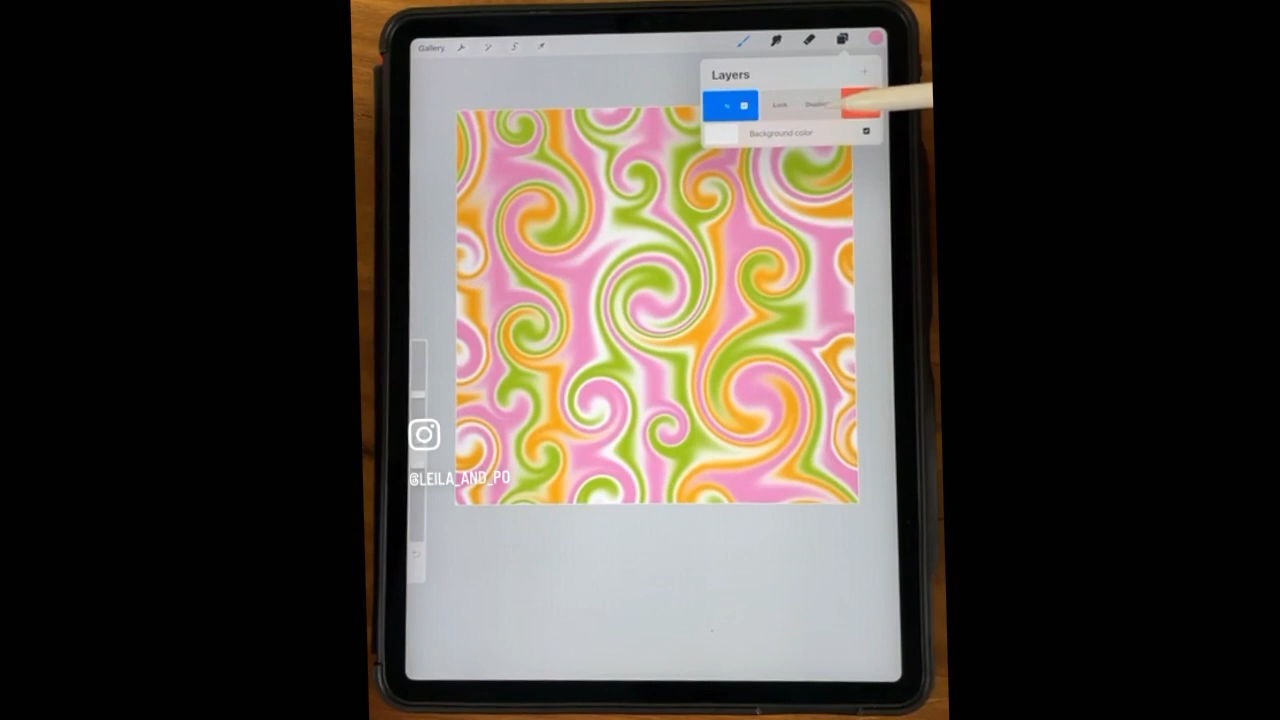 Gallery
Layers
Lock
Background color
@LEILA_AND_PO